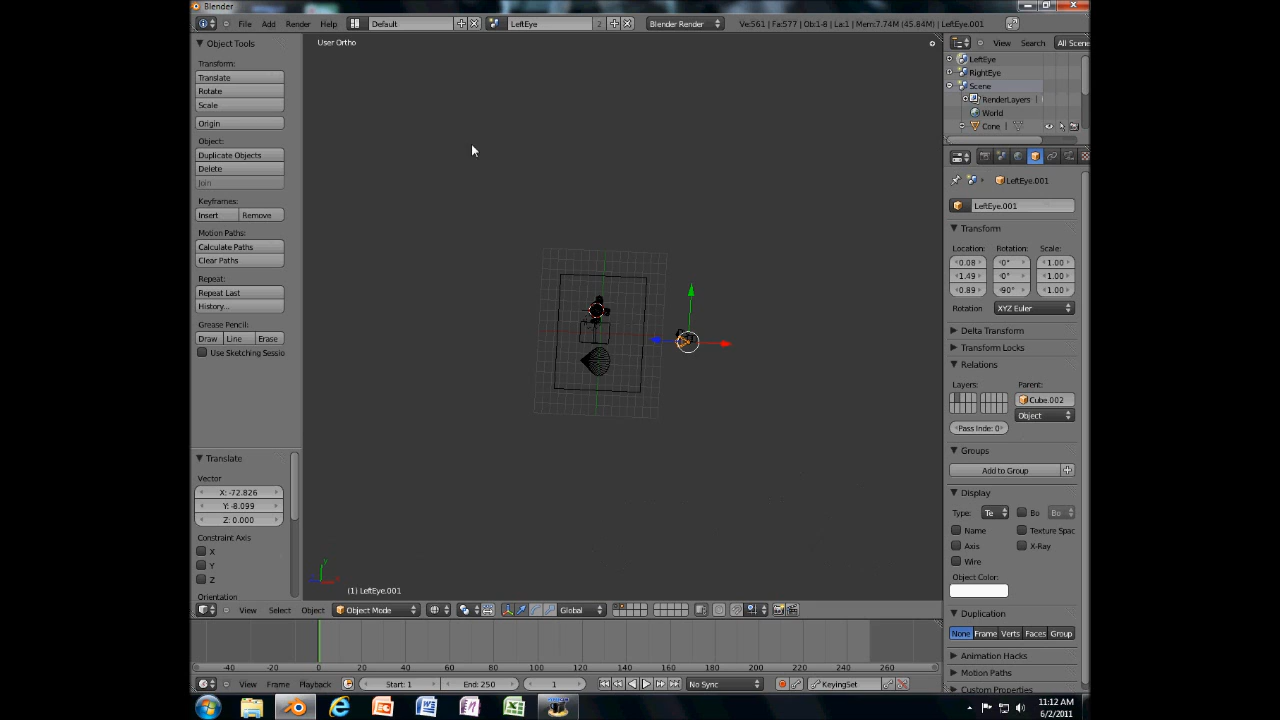 Blender
File Add Render Help Default LeftEye 2 Blender Render Ve:561 | Fa:577 | Ob:1-8 | La:1 | Mem:7.74M (45.84M) | LeftEye.001
Object Tools
Transform:
Translate
Rotate
Scale
Origin
Object:
Duplicate Objects
Delete
Join
Keyframes:
Insert Remove
Motion Paths:
Calculate Paths
Clear Paths
Repeat:
Repeat Last
History...
Grease Pencil:
Draw Line Erase
Use Sketching Sessio
Translate
Vector
X: -72.826
Y: -8.099
Z: 0.000
Constraint Axis
X
Y
Z
Orientation
User Ortho
(1) LeftEye.001
View Select Object Object Mode Global
-40 -20 0 20 40 60 80 100 120 140 160 180 200 220 240 260
View Frame Playback Start: 1 End: 250 1 No Sync KeyingSet
View Search All Scene
LeftEye
RightEye
Scene
RenderLayers
World
Cone
LeftEye.001
LeftEye.001
Transform
Location: Rotation: Scale:
0.08 0° 1.00
1.49 0° 1.00
0.89 90° 1.00
Rotation XYZ Euler
Delta Transform
Transform Locks
Relations
Layers: Parent:
Cube.002
Object
Pass Inde: 0
Groups
Add to Group
Display
Type: Te Bo Bo
Name Texture Spac
Axis X-Ray
Wire
Object Color:
Duplication
None Frame Verts Faces Group
Animation Hacks
Motion Paths
Custom Properties
11:12 AM
6/2/2011